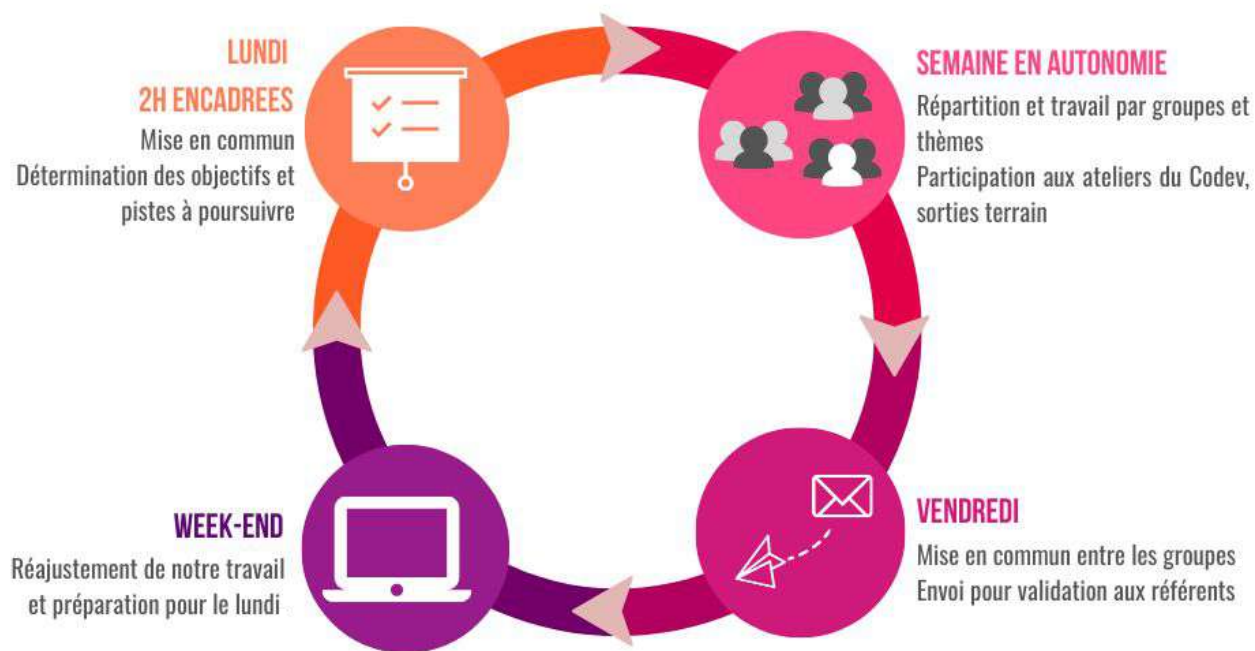 LUNDI
2H ENCADREES
Mise en commun
Détermination des objectifs et
pistes à poursuivre
SEMAINE EN AUTONOMIE
Répartition et travail par groupes et
thèmes
Participation aux ateliers du Codev,
sorties terrain
VENDREDI
Mise en commun entre les groupes
Envoi pour validation aux référents
WEEK-END
Réajustement de notre travail
et préparation pour le lundi